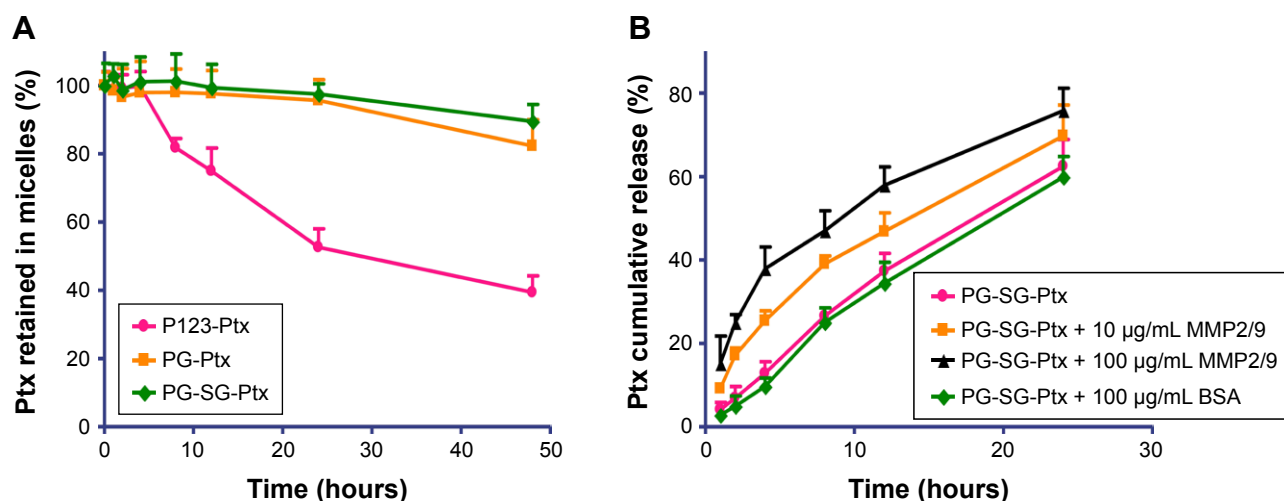 A
Ptx retained in micelles (%)
100
80
60
40
20
0
P123-Ptx
PG-Ptx
PG-SG-Ptx
0 10 20 30 40 50
Time (hours)
B
Ptx cumulative release (%)
80
60
40
20
0
PG-SG-Ptx
PG-SG-Ptx + 10 µg/mL MMP2/9
PG-SG-Ptx + 100 µg/mL MMP2/9
PG-SG-Ptx + 100 µg/mL BSA
0 10 20 30
Time (hours)